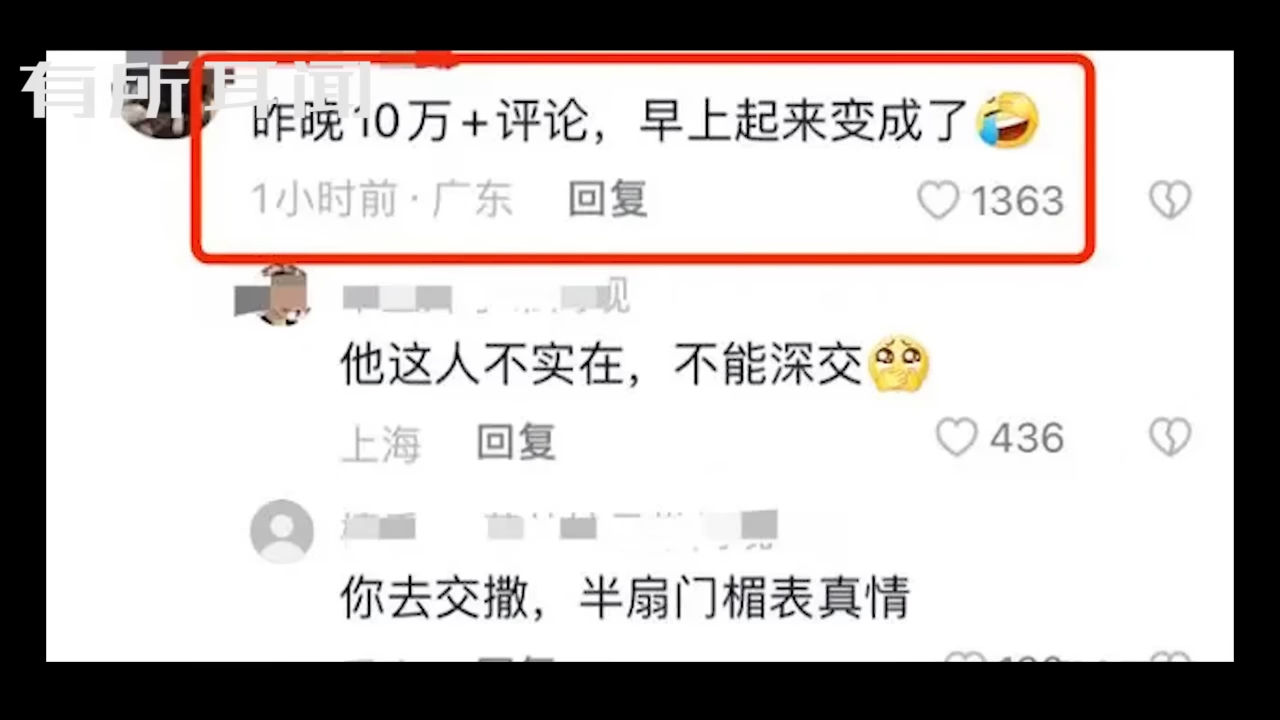 有所耳闻
昨晚10万+评论，早上起来变成了
1小时前·广东 回复 1363
他这人不实在，不能深交
上海 回复 436
你去交撒，半扇门楣表真情